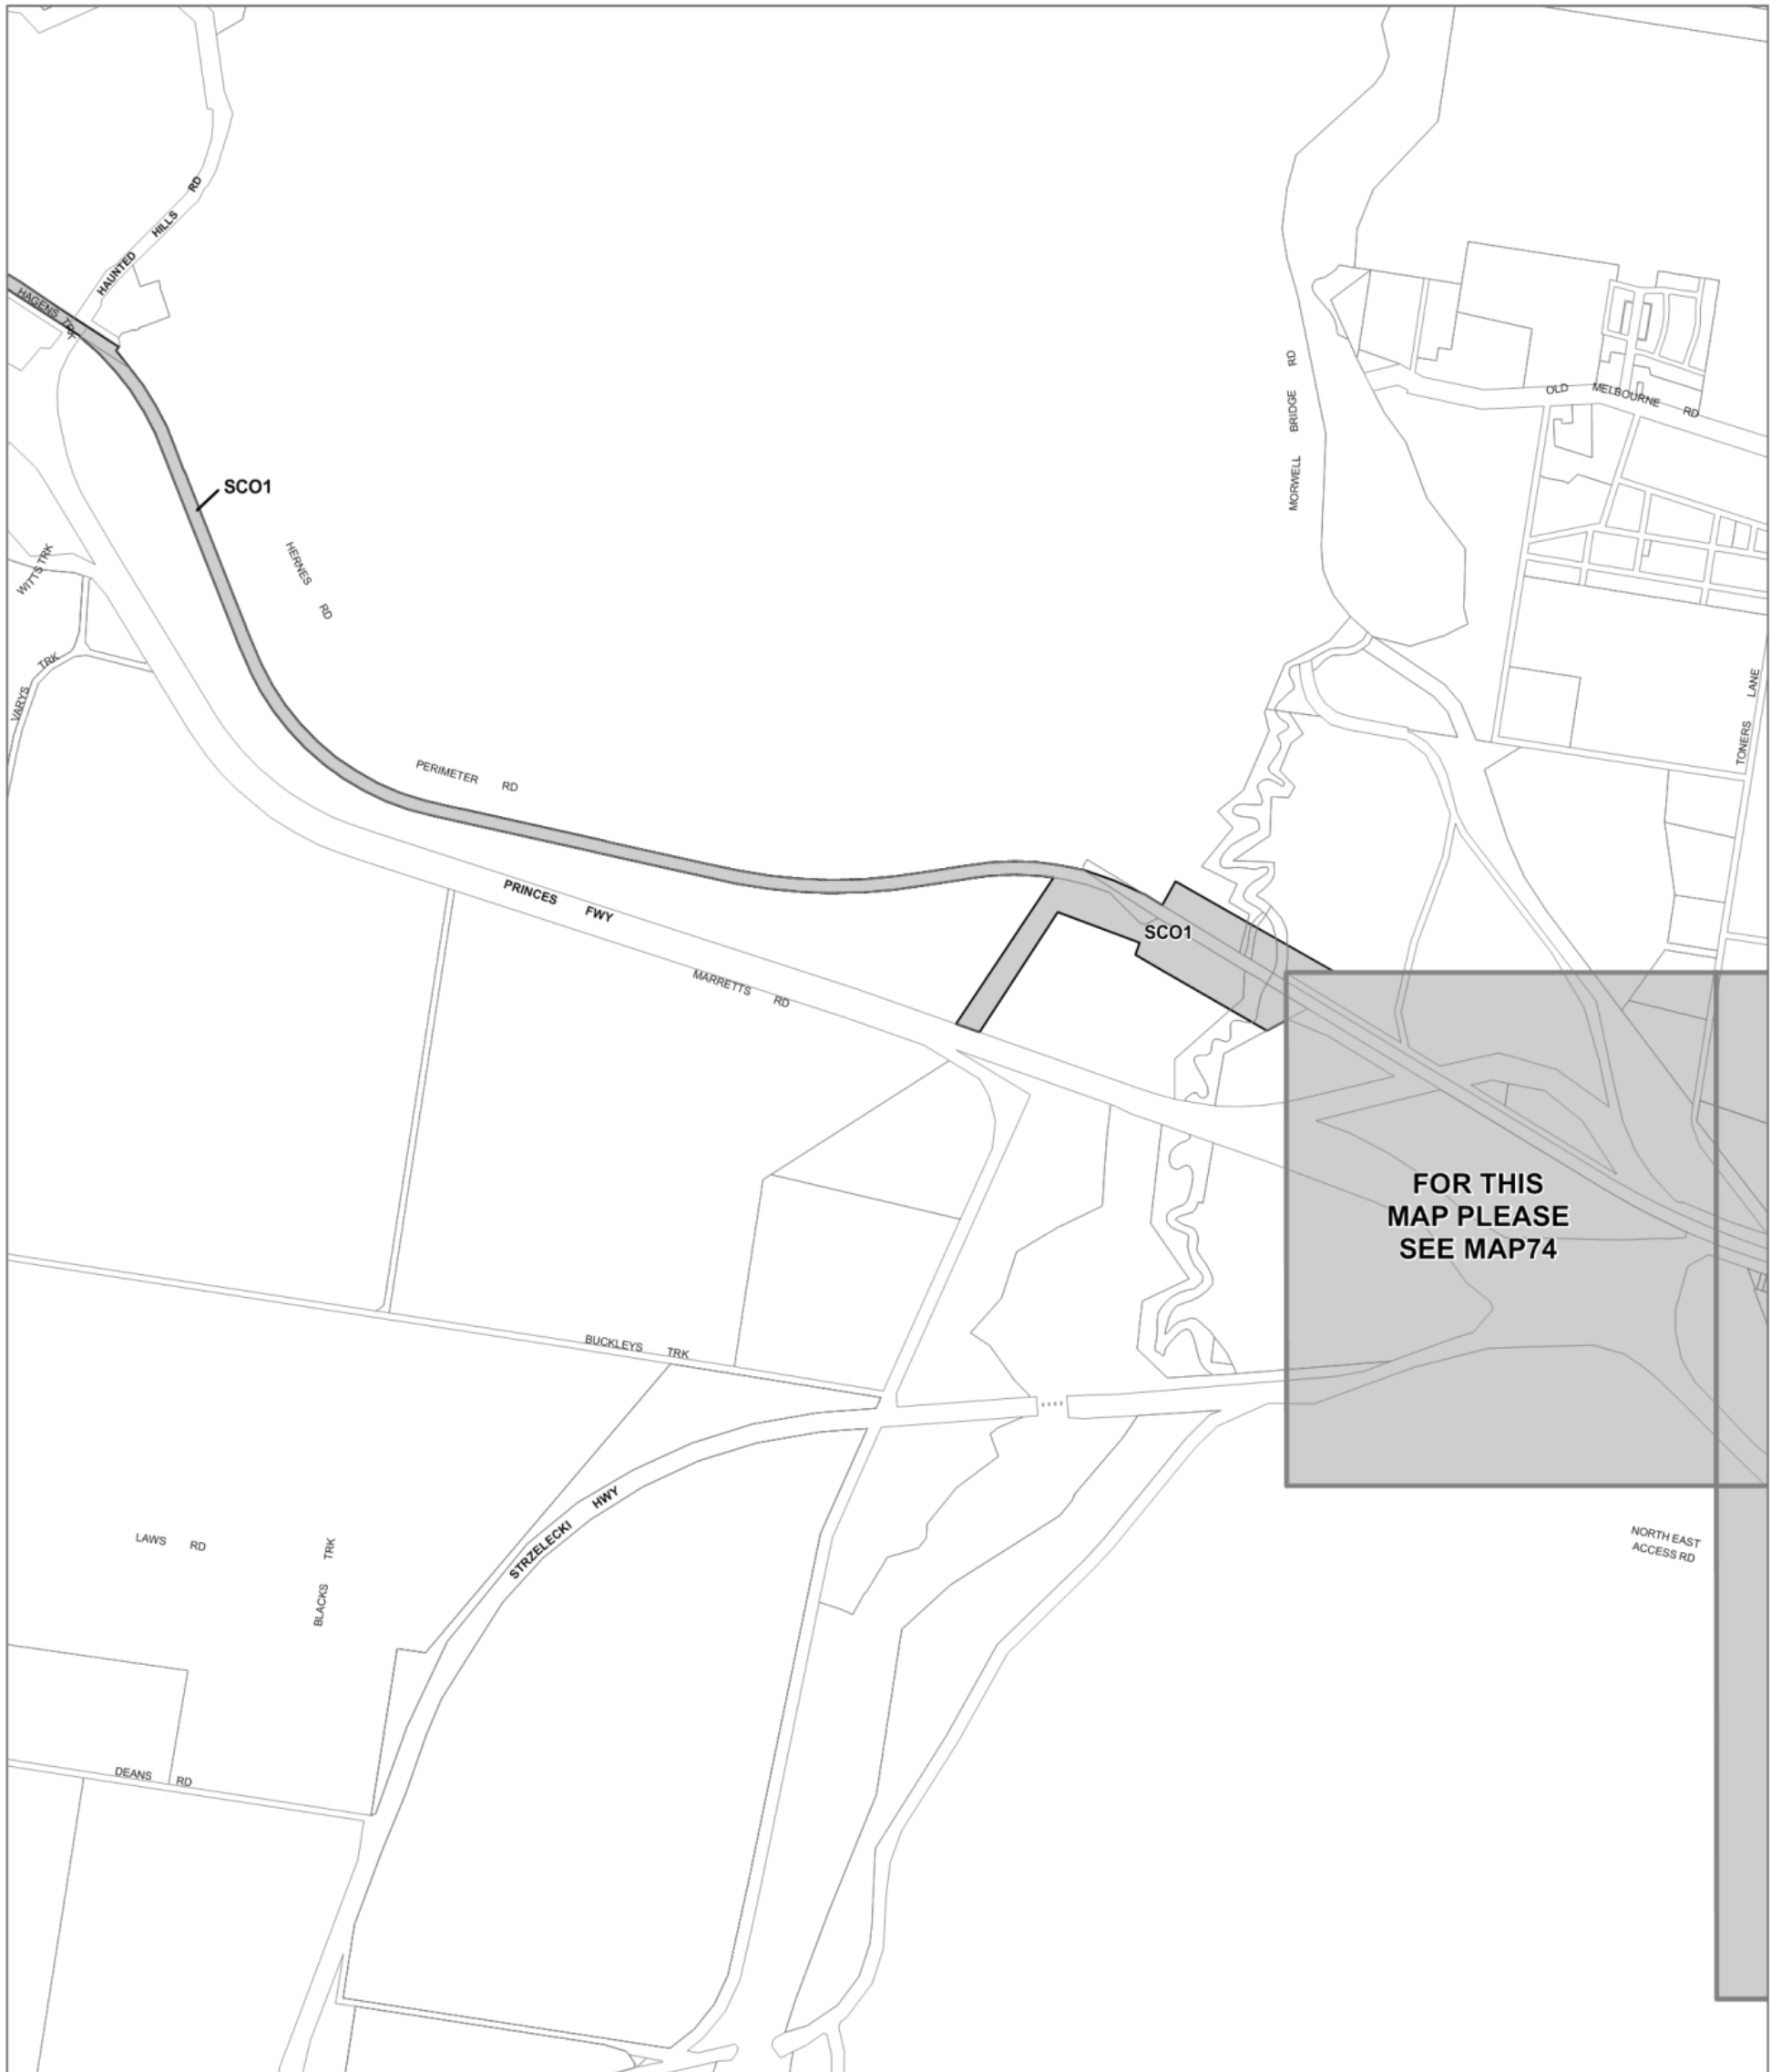 HAUNTED HILLS RD
HAGENS TRK
SCO1
MORWELL BRIDGE RD
OLD MELBOURNE RD
WITTS TRK
HERNES RD
VARYS TRK
TONERS LANE
PERIMETER RD
PRINCES FWY
SCO1
MARRETTS RD
FOR THIS
MAP PLEASE
SEE MAP74
BUCKLEYS TRK
STRZELECKI HWY
LAWS RD
BLACKS TRK
NORTH EAST
ACCESS RD
DEANS RD